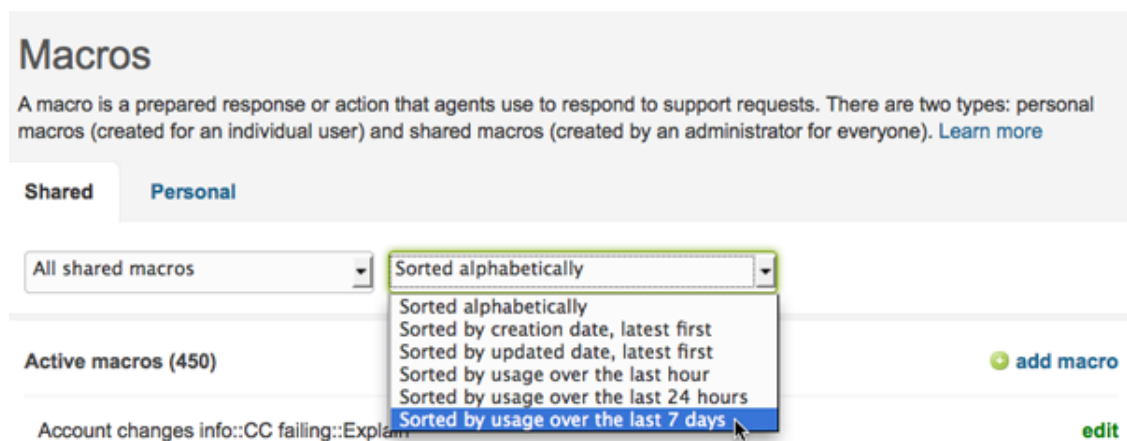 Macros
A macro is a prepared response or action that agents use to respond to support requests. There are two types: personal
macros (created for an individual user) and shared macros (created by an administrator for everyone). Learn more
Shared Personal
All shared macros Sorted alphabetically
Sorted alphabetically
Sorted by creation date, latest first
Sorted by updated date, latest first
Active macros (450) add macro
Sorted by usage over the last hour
Sorted by usage over the last 24 hours
Sorted by usage over the last 7 days
Account changes info::CC failing::Explain edit